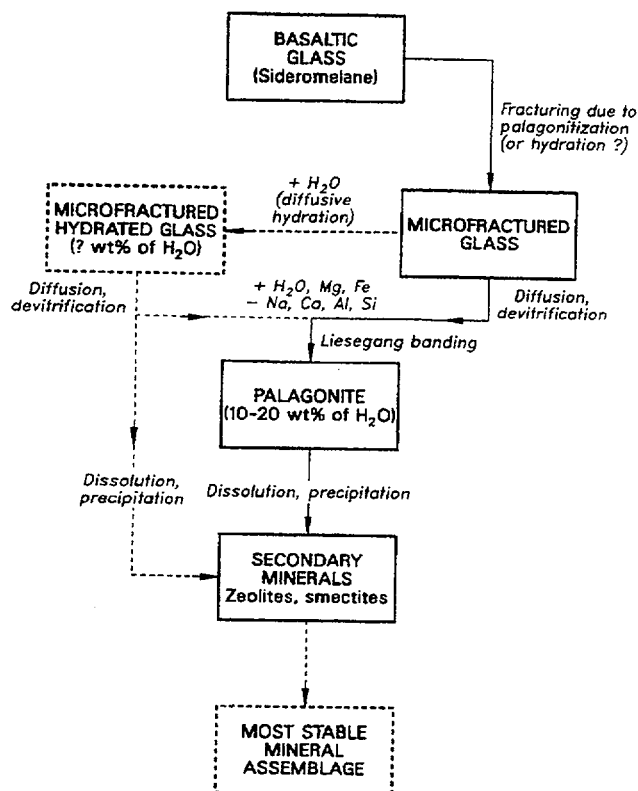 BASALTIC
GLASS
(Sideromelane)
Fracturing due to
palagonitization
(or hydration ?)
+ H₂O
(diffusive
hydration)
MICROFRACTURED
HYDRATED GLASS
(? wt% of H₂O)
MICROFRACTURED
GLASS
Diffusion,
devitrification
+ H₂O, Mg, Fe
− Na, Ca, Al, Si
Diffusion,
devitrification
Liesegang banding
PALAGONITE
(10-20 wt% of H₂O)
Dissolution,
precipitation
Dissolution, precipitation
SECONDARY
MINERALS
Zeolites, smectites
MOST STABLE
MINERAL
ASSEMBLAGE